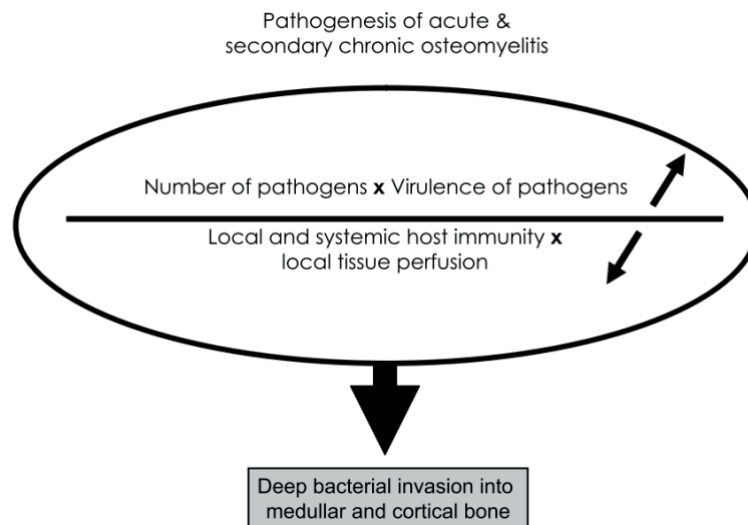 Pathogenesis of acute &
secondary chronic osteomyelitis
Number of pathogens x Virulence of pathogens
Local and systemic host immunity x
local tissue perfusion
Deep bacterial invasion into
medullar and cortical bone